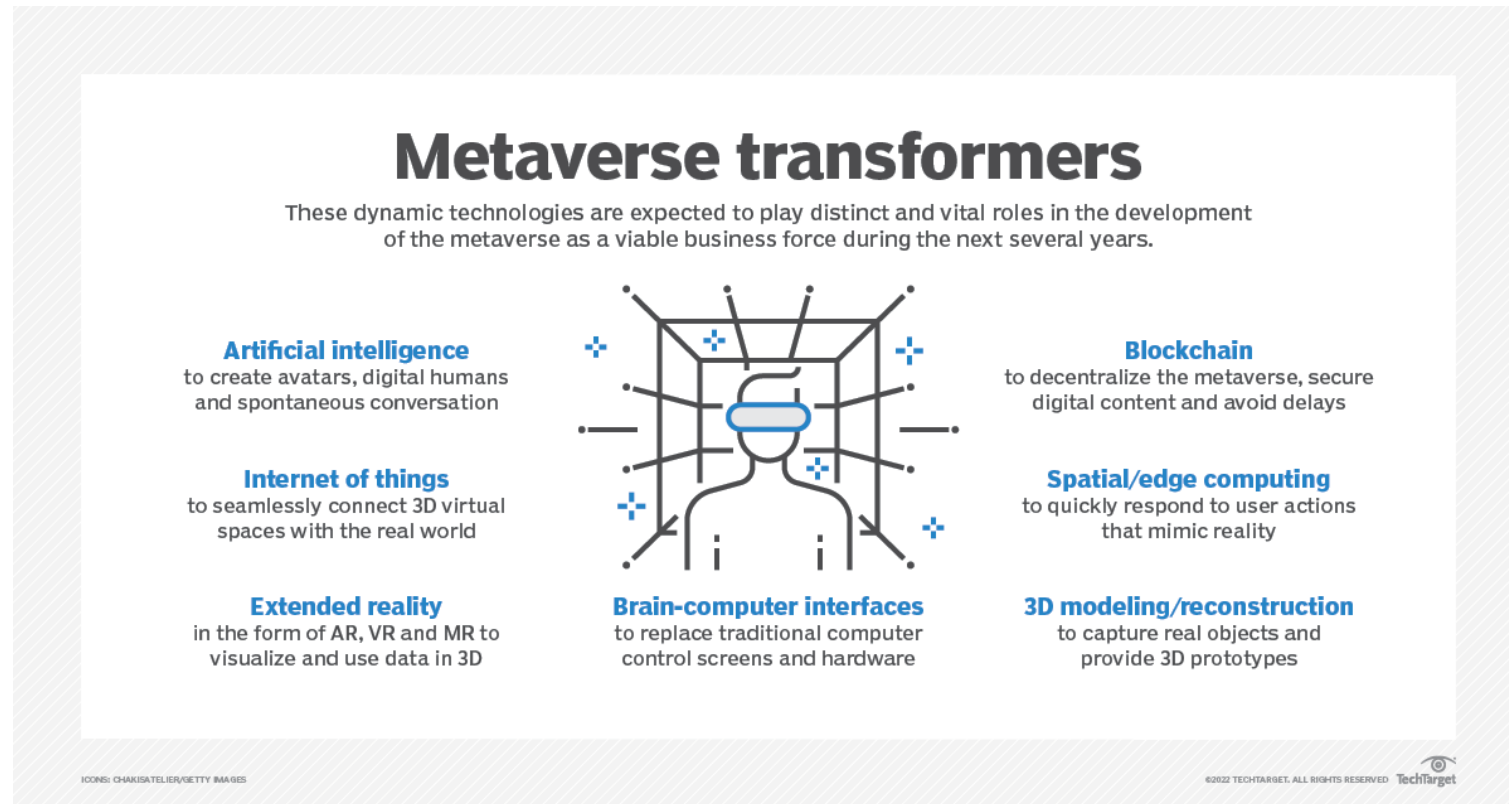 Metaverse transformers
These dynamic technologies are expected to play distinct and vital roles in the development
of the metaverse as a viable business force during the next several years.
Artificial intelligence
to create avatars, digital humans
and spontaneous conversation
Internet of things
to seamlessly connect 3D virtual
spaces with the real world
Extended reality
in the form of AR, VR and MR to
visualize and use data in 3D
Brain-computer interfaces
to replace traditional computer
control screens and hardware
Blockchain
to decentralize the metaverse, secure
digital content and avoid delays
Spatial/edge computing
to quickly respond to user actions
that mimic reality
3D modeling/reconstruction
to capture real objects and
provide 3D prototypes
ICONS: CHAKISATELIER/GETTY IMAGES
©2022 TECHTARGET. ALL RIGHTS RESERVED TechTarget